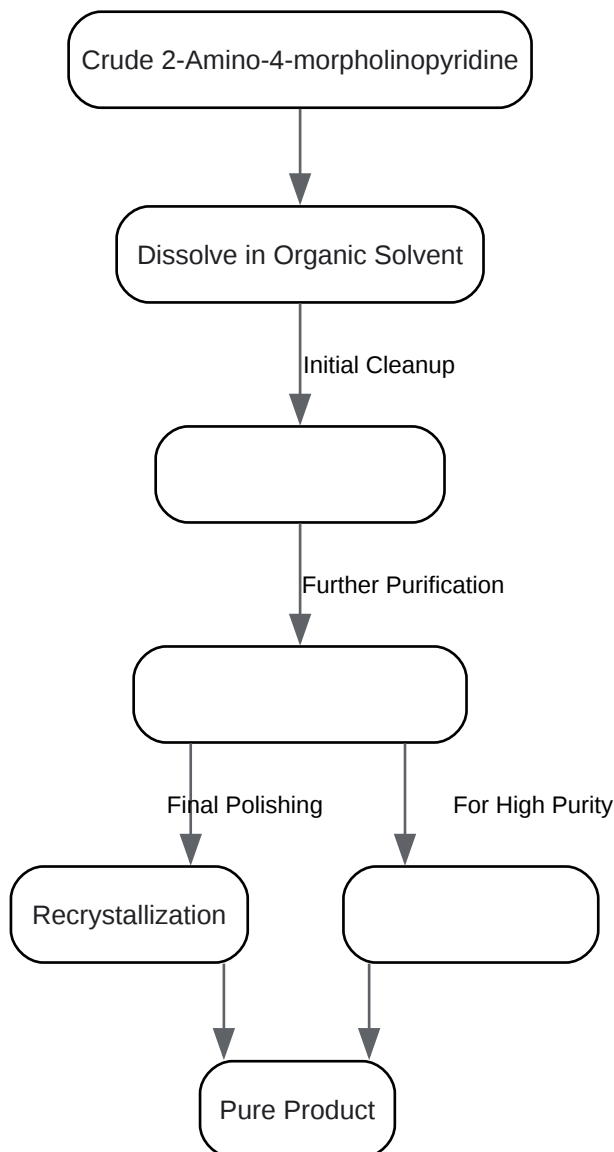 Crude 2-Amino-4-morpholinopyridine
Dissolve in Organic Solvent
Initial Cleanup
Further Purification
Final Polishing
For High Purity
Recrystallization
Pure Product